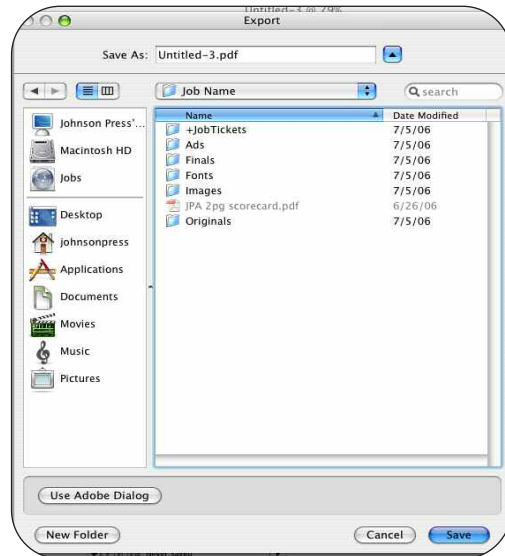 Untitled-3 @ 79%
Export
Save As: Untitled-3.pdf
Job Name
search
Johnson Press'...
Macintosh HD
Jobs
Desktop
johnsonpress
Applications
Documents
Movies
Music
Pictures
Name Date Modified
+JobTickets 7/5/06
Ads 7/5/06
Finals 7/5/06
Fonts 7/5/06
Images 7/5/06
JPA 2pg scorecard.pdf 6/26/06
Originals 7/5/06
Use Adobe Dialog
New Folder Cancel Save